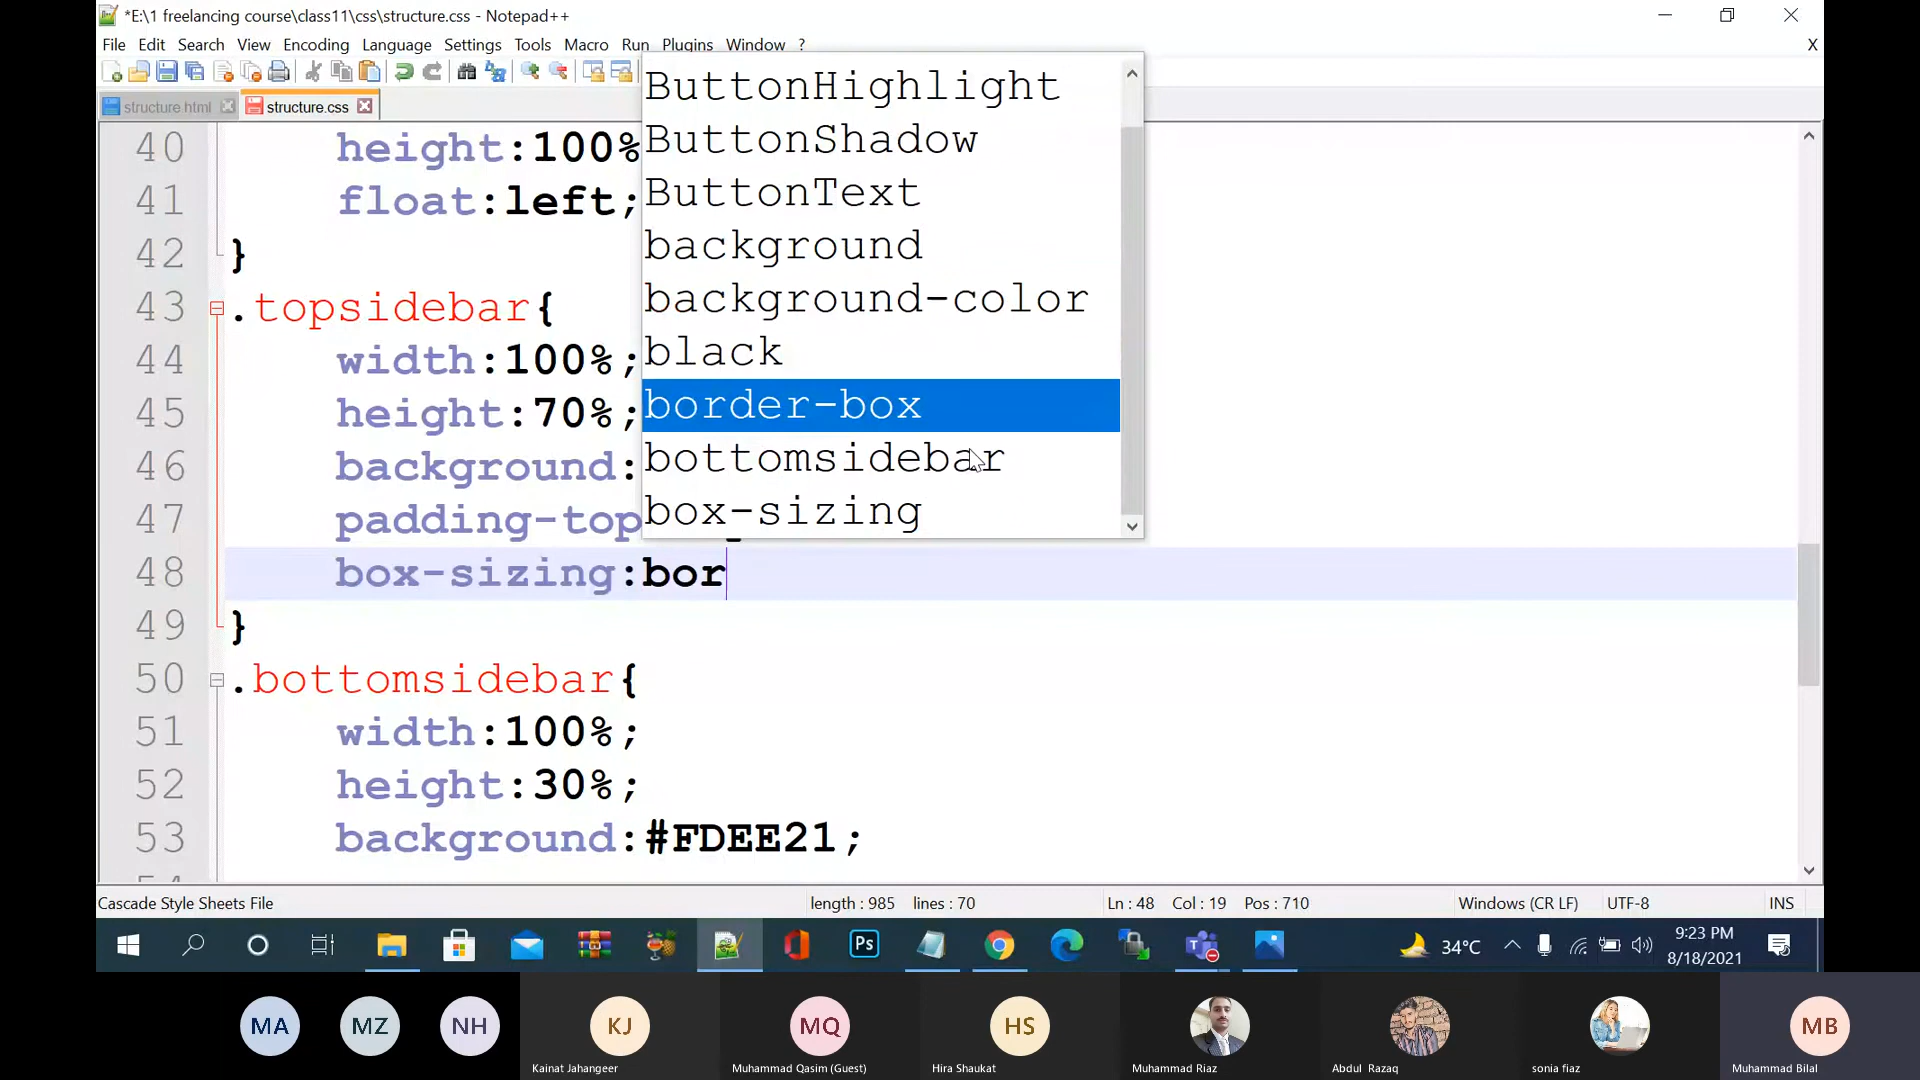 *E:\1 freelancing course\class11\css\structure.css - Notepad++
File Edit Search View Encoding Language Settings Tools Macro Run Plugins Window ? X
structure.html structure.css
ButtonHighlight
ButtonShadow
ButtonText
background
background-color
black
border-box
bottomsidebar
box-sizing
40 height:100%
41 float:left;
42 }
43 .topsidebar{
44 width:100%;
45 height:70%;
46 background:
47 padding-top
48 box-sizing:bor
49 }
50 .bottomsidebar{
51 width:100%;
52 height:30%;
53 background:#FDEE21;
Cascade Style Sheets File length : 985 lines : 70 Ln : 48 Col : 19 Pos : 710 Windows (CR LF) UTF-8 INS
Ps 34°C 9:23 PM
8/18/2021
MA MZ NH KJ MQ HS MB
Kainat Jahangeer Muhammad Qasim (Guest) Hira Shaukat Muhammad Riaz Abdul Razaq sonia fiaz Muhammad Bilal